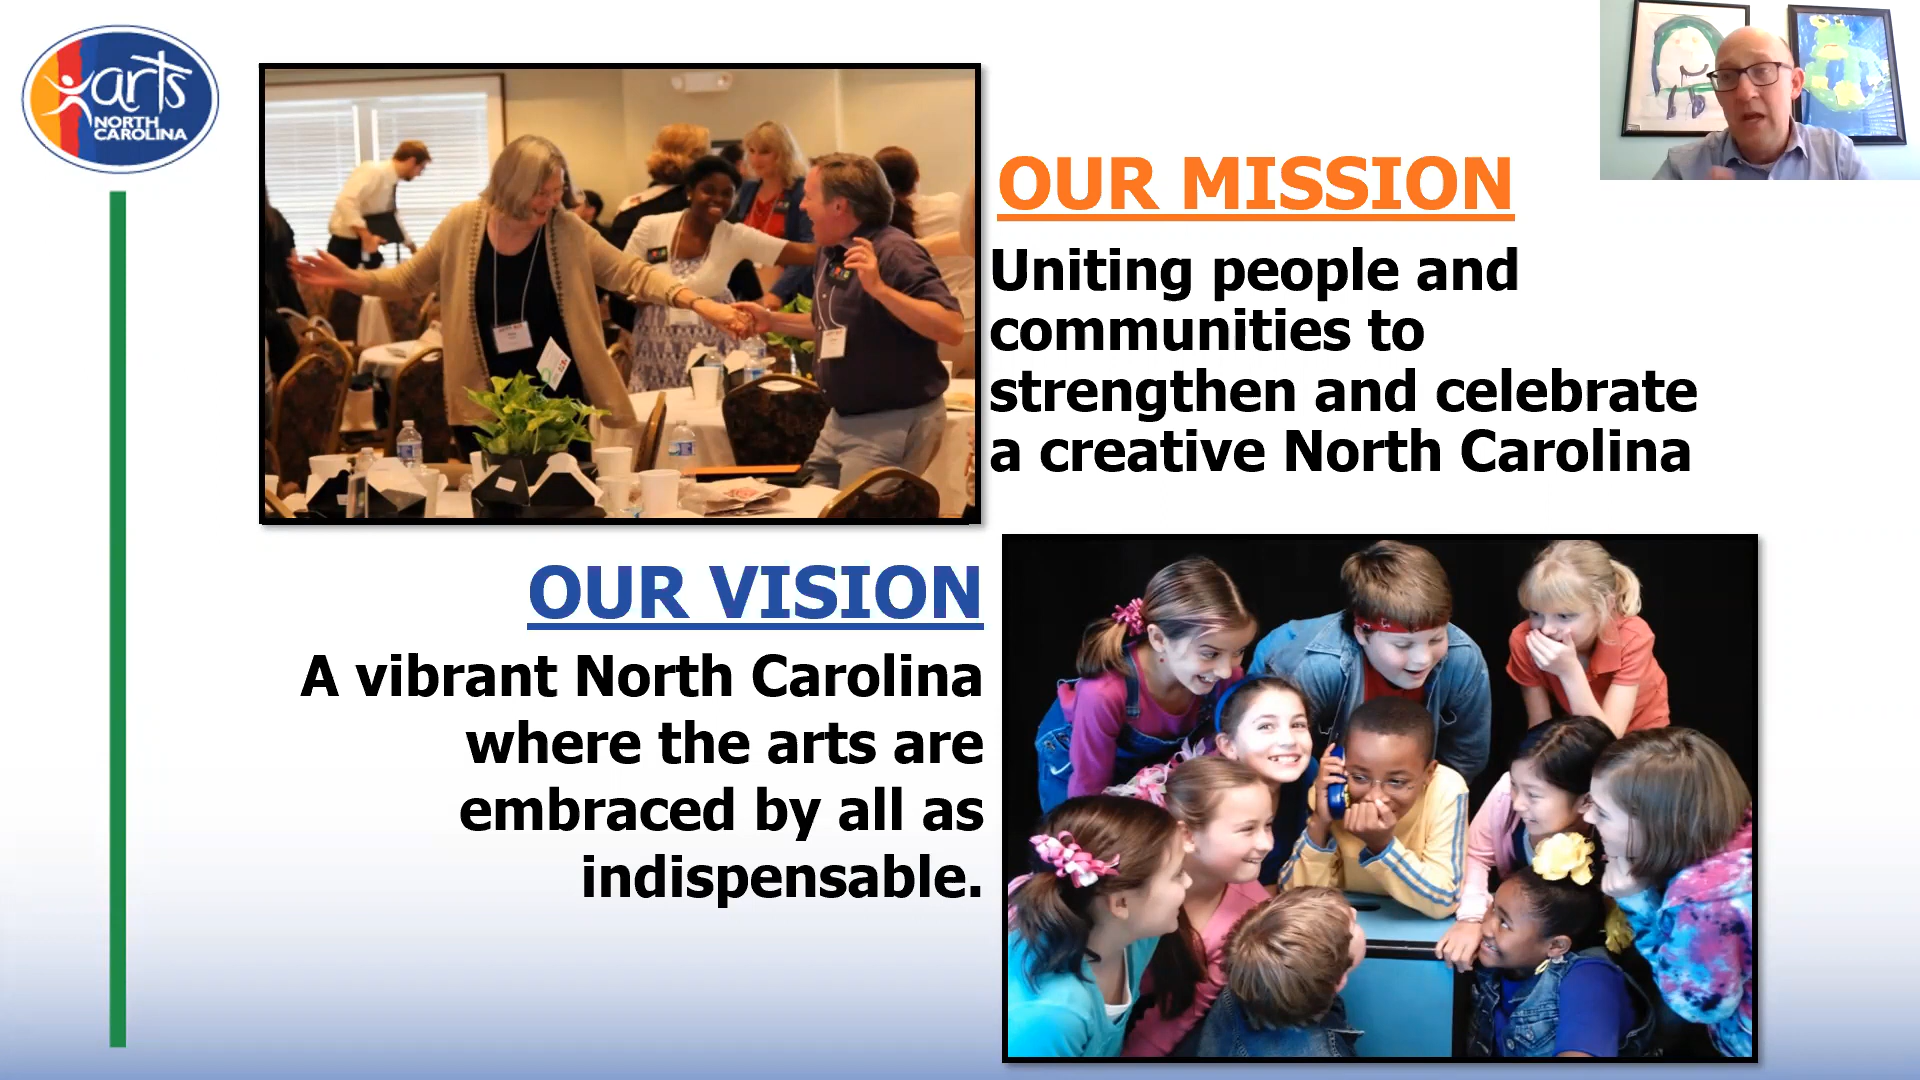 arts
NORTH
CAROLINA
OUR MISSION
Uniting people and
communities to
strengthen and celebrate
a creative North Carolina
OUR VISION
A vibrant North Carolina
where the arts are
embraced by all as
indispensable.